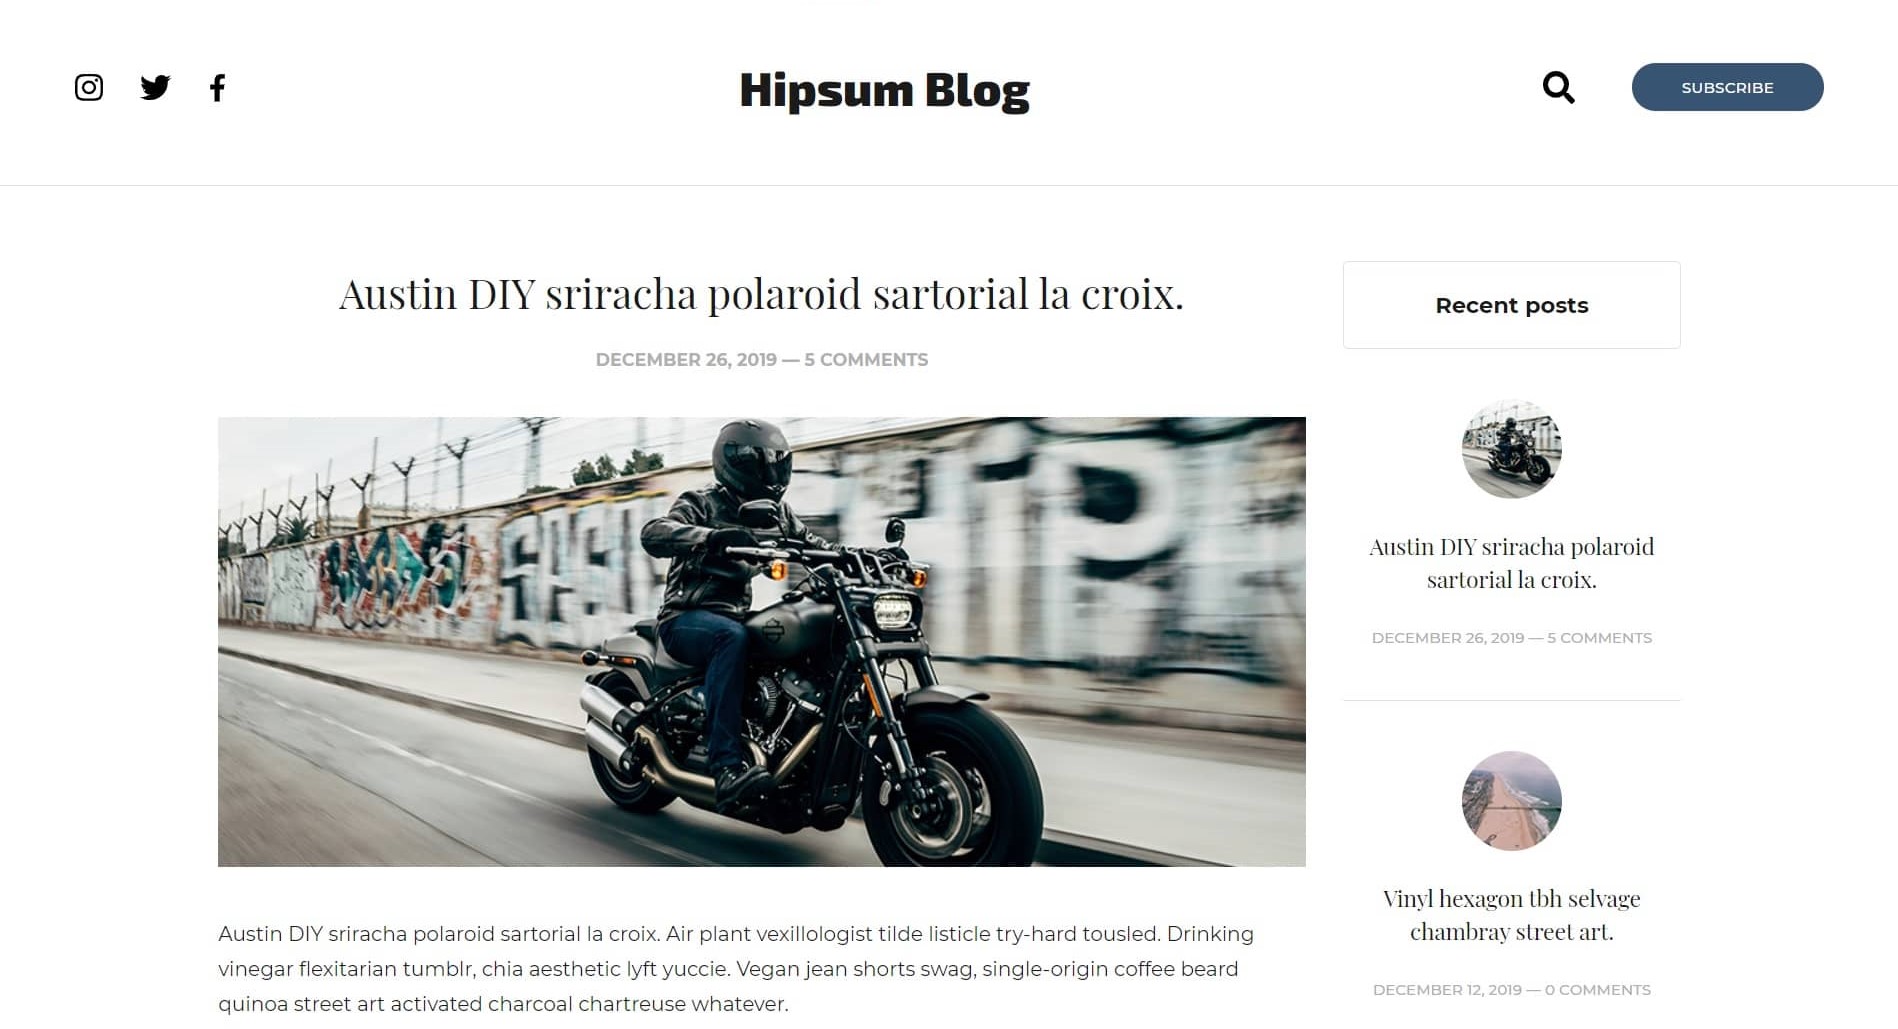 Hipsum Blog
SUBSCRIBE
Austin DIY sriracha polaroid sartorial la croix.
DECEMBER 26, 2019 — 5 COMMENTS
Austin DIY sriracha polaroid sartorial la croix. Air plant vexillologist tilde listicle try-hard tousled. Drinking
vinegar flexitarian tumblr, chia aesthetic lyft yuccie. Vegan jean shorts swag, single-origin coffee beard
quinoa street art activated charcoal chartreuse whatever.
Recent posts
Austin DIY sriracha polaroid
sartorial la croix.
DECEMBER 26, 2019 — 5 COMMENTS
Vinyl hexagon tbh selvage
chambray street art.
DECEMBER 12, 2019 — 0 COMMENTS